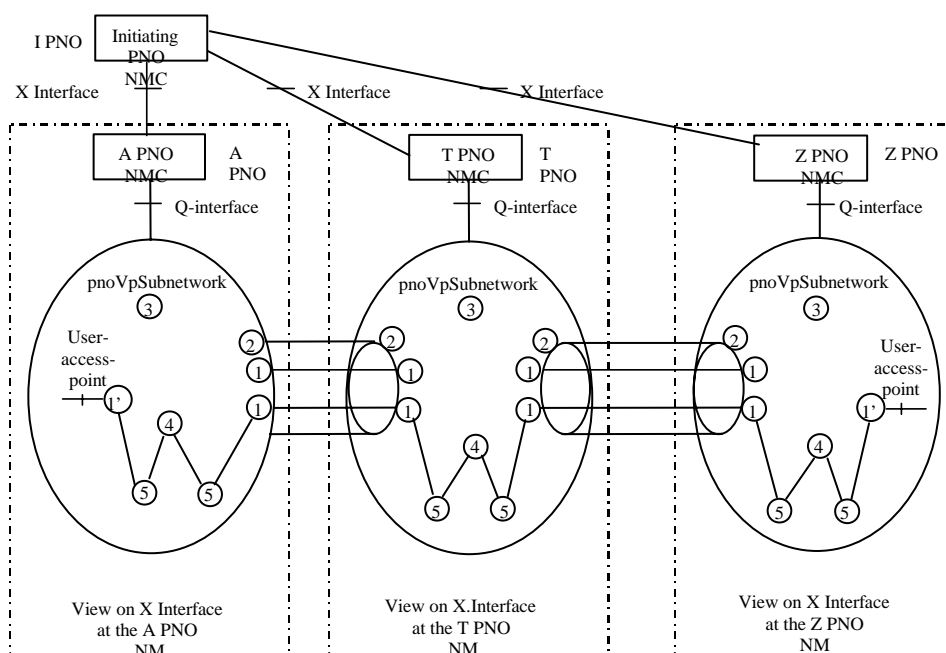 I PNO
Initiating
PNO
NMC
X Interface
X Interface
X Interface
A PNO
NMC
A
PNO
T PNO
NMC
T
PNO
Z PNO
NMC
Z PNO
Q-interface
Q-interface
Q-interface
pnoVpSubnetwork
3
User-
access-
point
1'
4
5
5
2
1
1
pnoVpSubnetwork
3
2
1
1
4
5
5
2
1
1
pnoVpSubnetwork
3
2
1
1
4
5
5
User-
access-
point
1'
View on X Interface
at the A PNO
NM
View on X.Interface
at the T PNO
NM
View on X Interface
at the Z PNO
NM